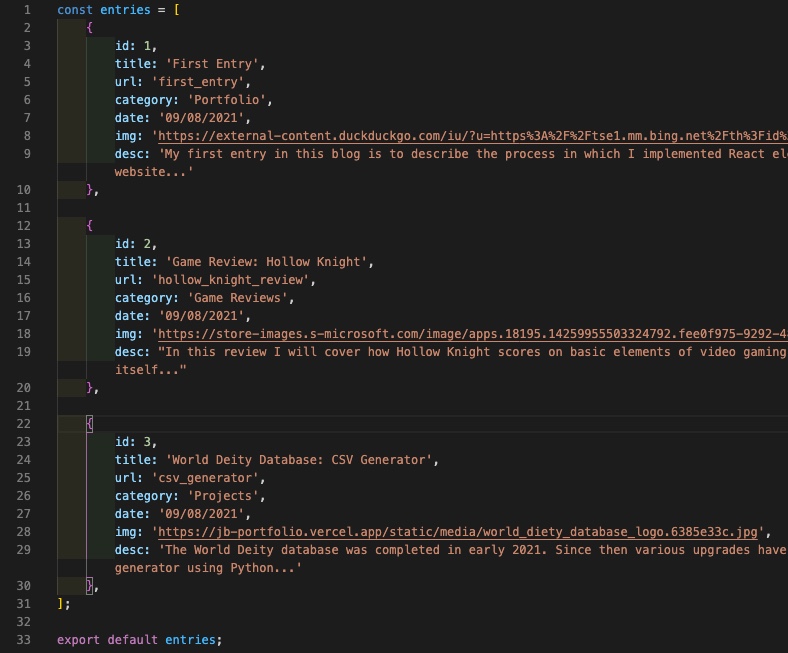 1 const entries = [
2 {
3 id: 1,
4 title: 'First Entry',
5 url: 'first_entry',
6 category: 'Portfolio',
7 date: '09/08/2021',
8 img: 'https://external-content.duckduckgo.com/iu/?u=https%3A%2F%2Ftse1.mm.bing.net%2Fth%3Fid%
9 desc: 'My first entry in this blog is to describe the process in which I implemented React
website...'
10 },
11
12 {
13 id: 2,
14 title: 'Game Review: Hollow Knight',
15 url: 'hollow_knight_review',
16 category: 'Game Reviews',
17 date: '09/08/2021',
18 img: 'https://store-images.s-microsoft.com/image/apps.18195.14259955503324792.fee0f975-9292-4
19 desc: "In this review I will cover how Hollow Knight scores on basic elements of video gaming
itself..."
20 },
21
22 {
23 id: 3,
24 title: 'World Deity Database: CSV Generator',
25 url: 'csv_generator',
26 category: 'Projects',
27 date: '09/08/2021',
28 img: 'https://jb-portfolio.vercel.app/static/media/world_diety_database_logo.6385e33c.jpg',
29 desc: 'The World Deity database was completed in early 2021. Since then various upgrades have
generator using Python...'
30 },
31 ];
32
33 export default entries;